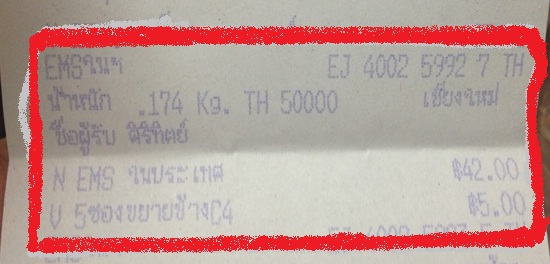 EMSในฯ EJ 4002 5992 7 TH
น้ำหนัก .174 Kg. TH 50000 เชียงใหม่
ชื่อผู้รับ ศิริทิตย์
N EMS ในประเทศ ฿42.00
V 5ซองขยายข้างC4 ฿5.00